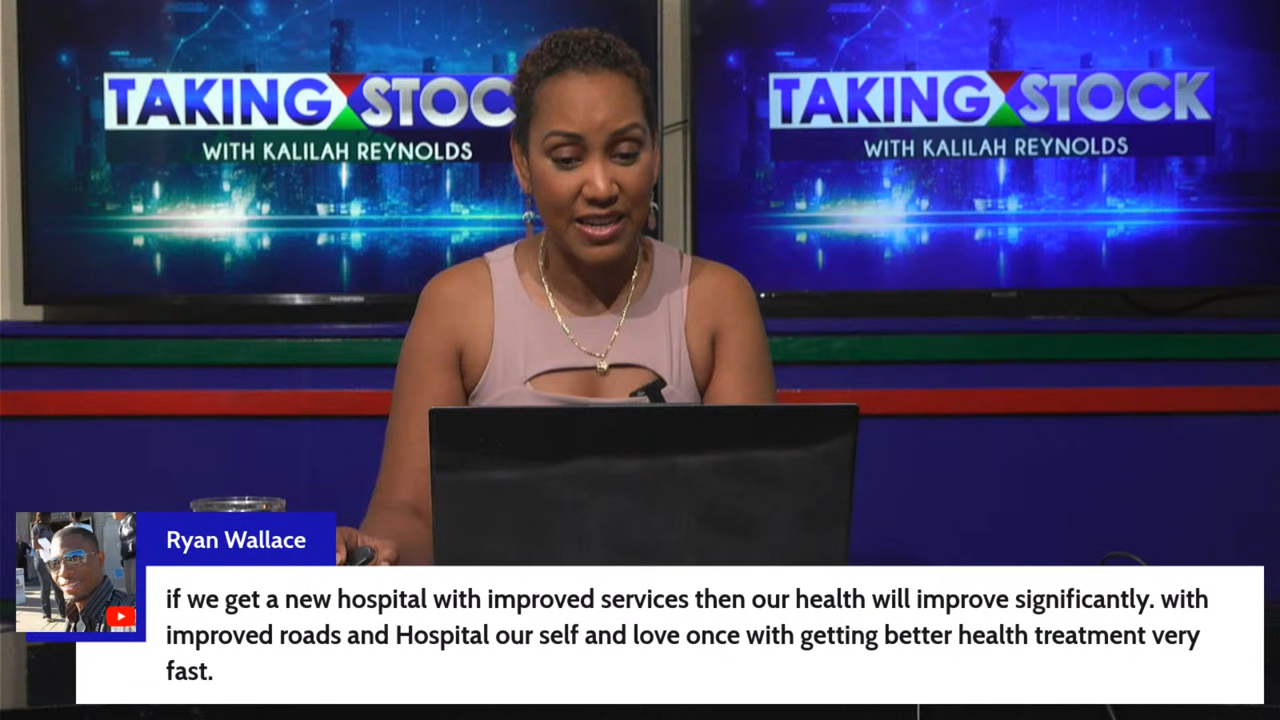 TAKING STOC
WITH KALILAH REYNOLDS
TAKING STOCK
WITH KALILAH REYNOLDS
Ryan Wallace
if we get a new hospital with improved services then our health will improve significantly. with
improved roads and Hospital our self and love once with getting better health treatment very
fast.